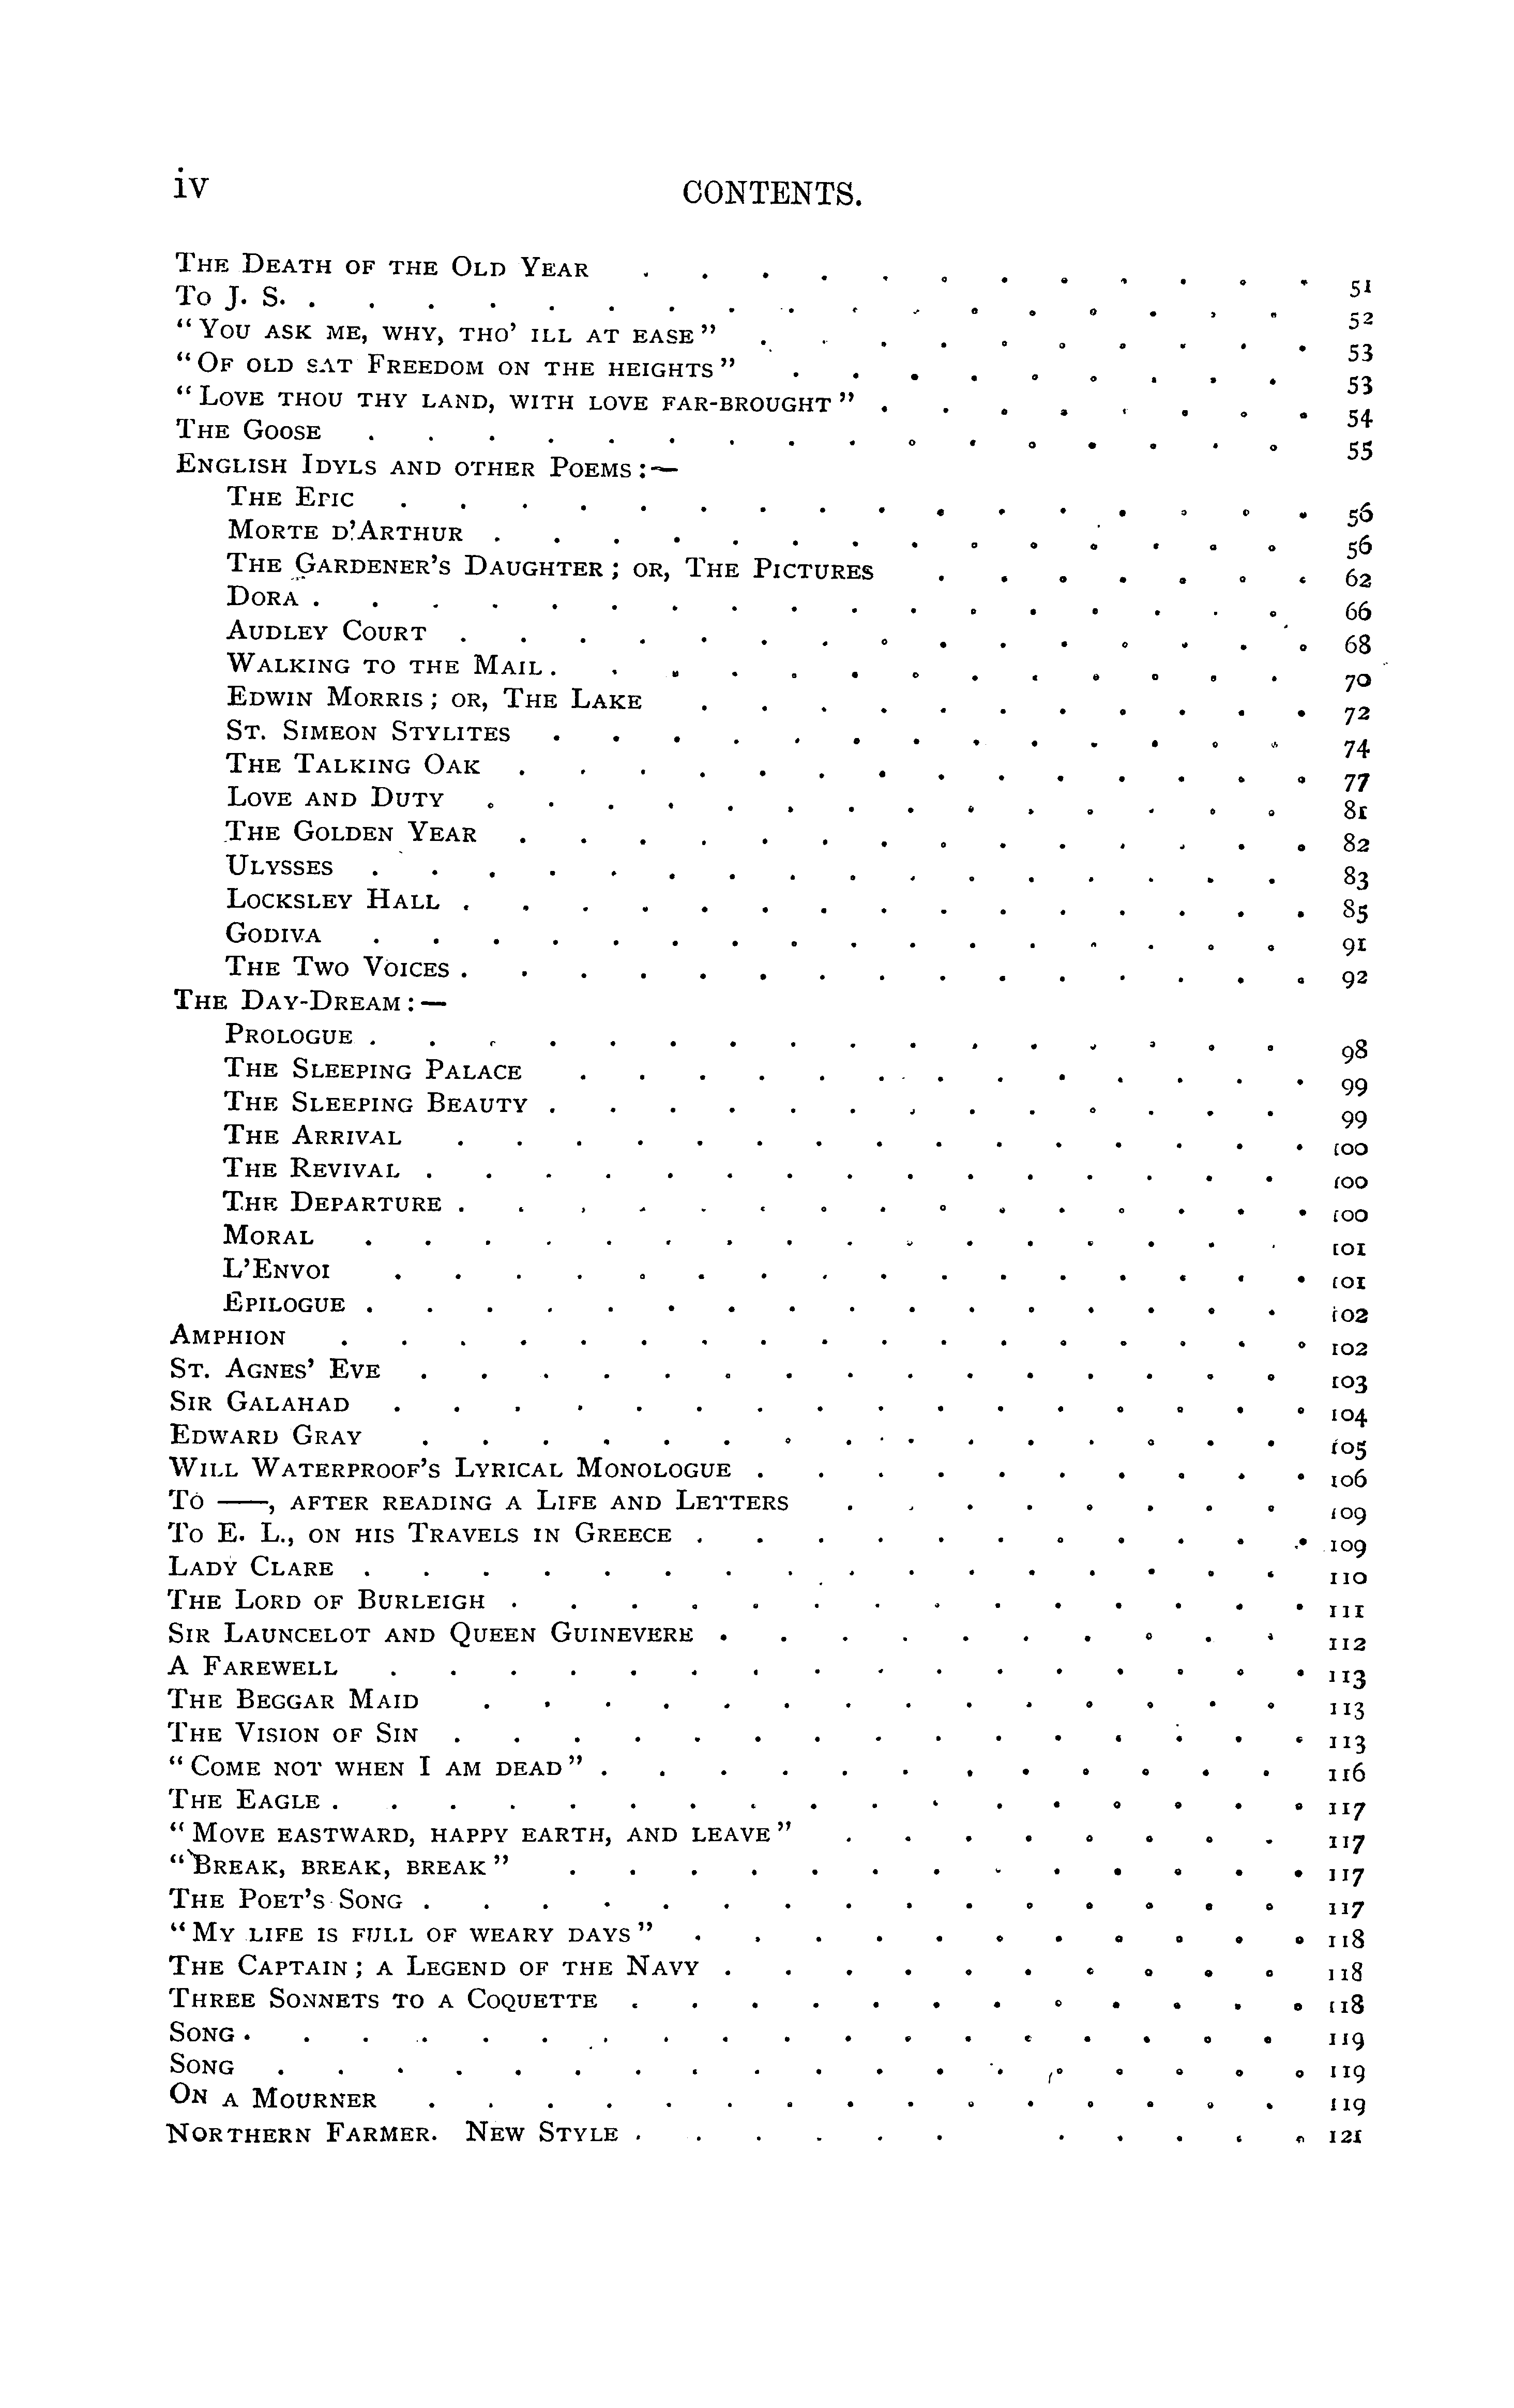 iv CONTENTS.
THE DEATH OF THE OLD YEAR . . . . . . . . . . . . 51
TO J. S. . . . . . . . . . . . . . . . . . 52
“YOU ASK ME, WHY, THO’ ILL AT EASE” . . . . . . . . . . 53
“OF OLD SAT FREEDOM ON THE HEIGHTS” . . . . . . . . . 53
“LOVE THOU THY LAND, WITH LOVE FAR-BROUGHT” . . . . . . . . 54
THE GOOSE . . . . . . . . . . . . . . . . 55
ENGLISH IDYLS AND OTHER POEMS:—
THE EPIC . . . . . . . . . . . . . . . . 56
MORTE D’ARTHUR . . . . . . . . . . . . . . 56
THE GARDENER’S DAUGHTER; OR, THE PICTURES . . . . . . . 62
DORA . . . . . . . . . . . . . . . . . 66
AUDLEY COURT . . . . . . . . . . . . . . . 68
WALKING TO THE MAIL . . . . . . . . . . . . . 70
EDWIN MORRIS; OR, THE LAKE . . . . . . . . . . . 72
ST. SIMEON STYLITES . . . . . . . . . . . . . 74
THE TALKING OAK . . . . . . . . . . . . . . 77
LOVE AND DUTY . . . . . . . . . . . . . . 81
THE GOLDEN YEAR . . . . . . . . . . . . . . 82
ULYSSES . . . . . . . . . . . . . . . . 83
LOCKSLEY HALL . . . . . . . . . . . . . . . 85
GODIVA . . . . . . . . . . . . . . . . 91
THE TWO VOICES . . . . . . . . . . . . . . . 92
THE DAY-DREAM:—
PROLOGUE . . . . . . . . . . . . . . . . 98
THE SLEEPING PALACE . . . . . . . . . . . . . 99
THE SLEEPING BEAUTY . . . . . . . . . . . . . 99
THE ARRIVAL . . . . . . . . . . . . . . . 100
THE REVIVAL . . . . . . . . . . . . . . . 100
THE DEPARTURE . . . . . . . . . . . . . . . 100
MORAL . . . . . . . . . . . . . . . . 101
L’ENVOI . . . . . . . . . . . . . . . . 101
EPILOGUE . . . . . . . . . . . . . . . . 102
AMPHION . . . . . . . . . . . . . . . . . 102
ST. AGNES’ EVE . . . . . . . . . . . . . . . 103
SIR GALAHAD . . . . . . . . . . . . . . . . 104
EDWARD GRAY . . . . . . . . . . . . . . . 105
WILL WATERPROOF’S LYRICAL MONOLOGUE . . . . . . . . . . 106
TO ——, AFTER READING A LIFE AND LETTERS . . . . . . . . 109
TO E. L., ON HIS TRAVELS IN GREECE . . . . . . . . . . . 109
LADY CLARE . . . . . . . . . . . . . . . . 110
THE LORD OF BURLEIGH . . . . . . . . . . . . . . 111
SIR LAUNCELOT AND QUEEN GUINEVERE . . . . . . . . . . 112
A FAREWELL . . . . . . . . . . . . . . . . 113
THE BEGGAR MAID . . . . . . . . . . . . . . 113
THE VISION OF SIN . . . . . . . . . . . . . . . 113
“COME NOT WHEN I AM DEAD” . . . . . . . . . . . . 116
THE EAGLE . . . . . . . . . . . . . . . . . 117
“MOVE EASTWARD, HAPPY EARTH, AND LEAVE” . . . . . . . . 117
“BREAK, BREAK, BREAK” . . . . . . . . . . . . . 117
THE POET’S SONG . . . . . . . . . . . . . . . 117
“MY LIFE IS FULL OF WEARY DAYS” . . . . . . . . . . . 118
THE CAPTAIN; A LEGEND OF THE NAVY . . . . . . . . . . 118
THREE SONNETS TO A COQUETTE . . . . . . . . . . . . 118
SONG . . . . . . . . . . . . . . . . . . 119
SONG . . . . . . . . . . . . . . . . . . 119
ON A MOURNER . . . . . . . . . . . . . . . 119
NORTHERN FARMER. NEW STYLE . . . . . . . . . . . 121